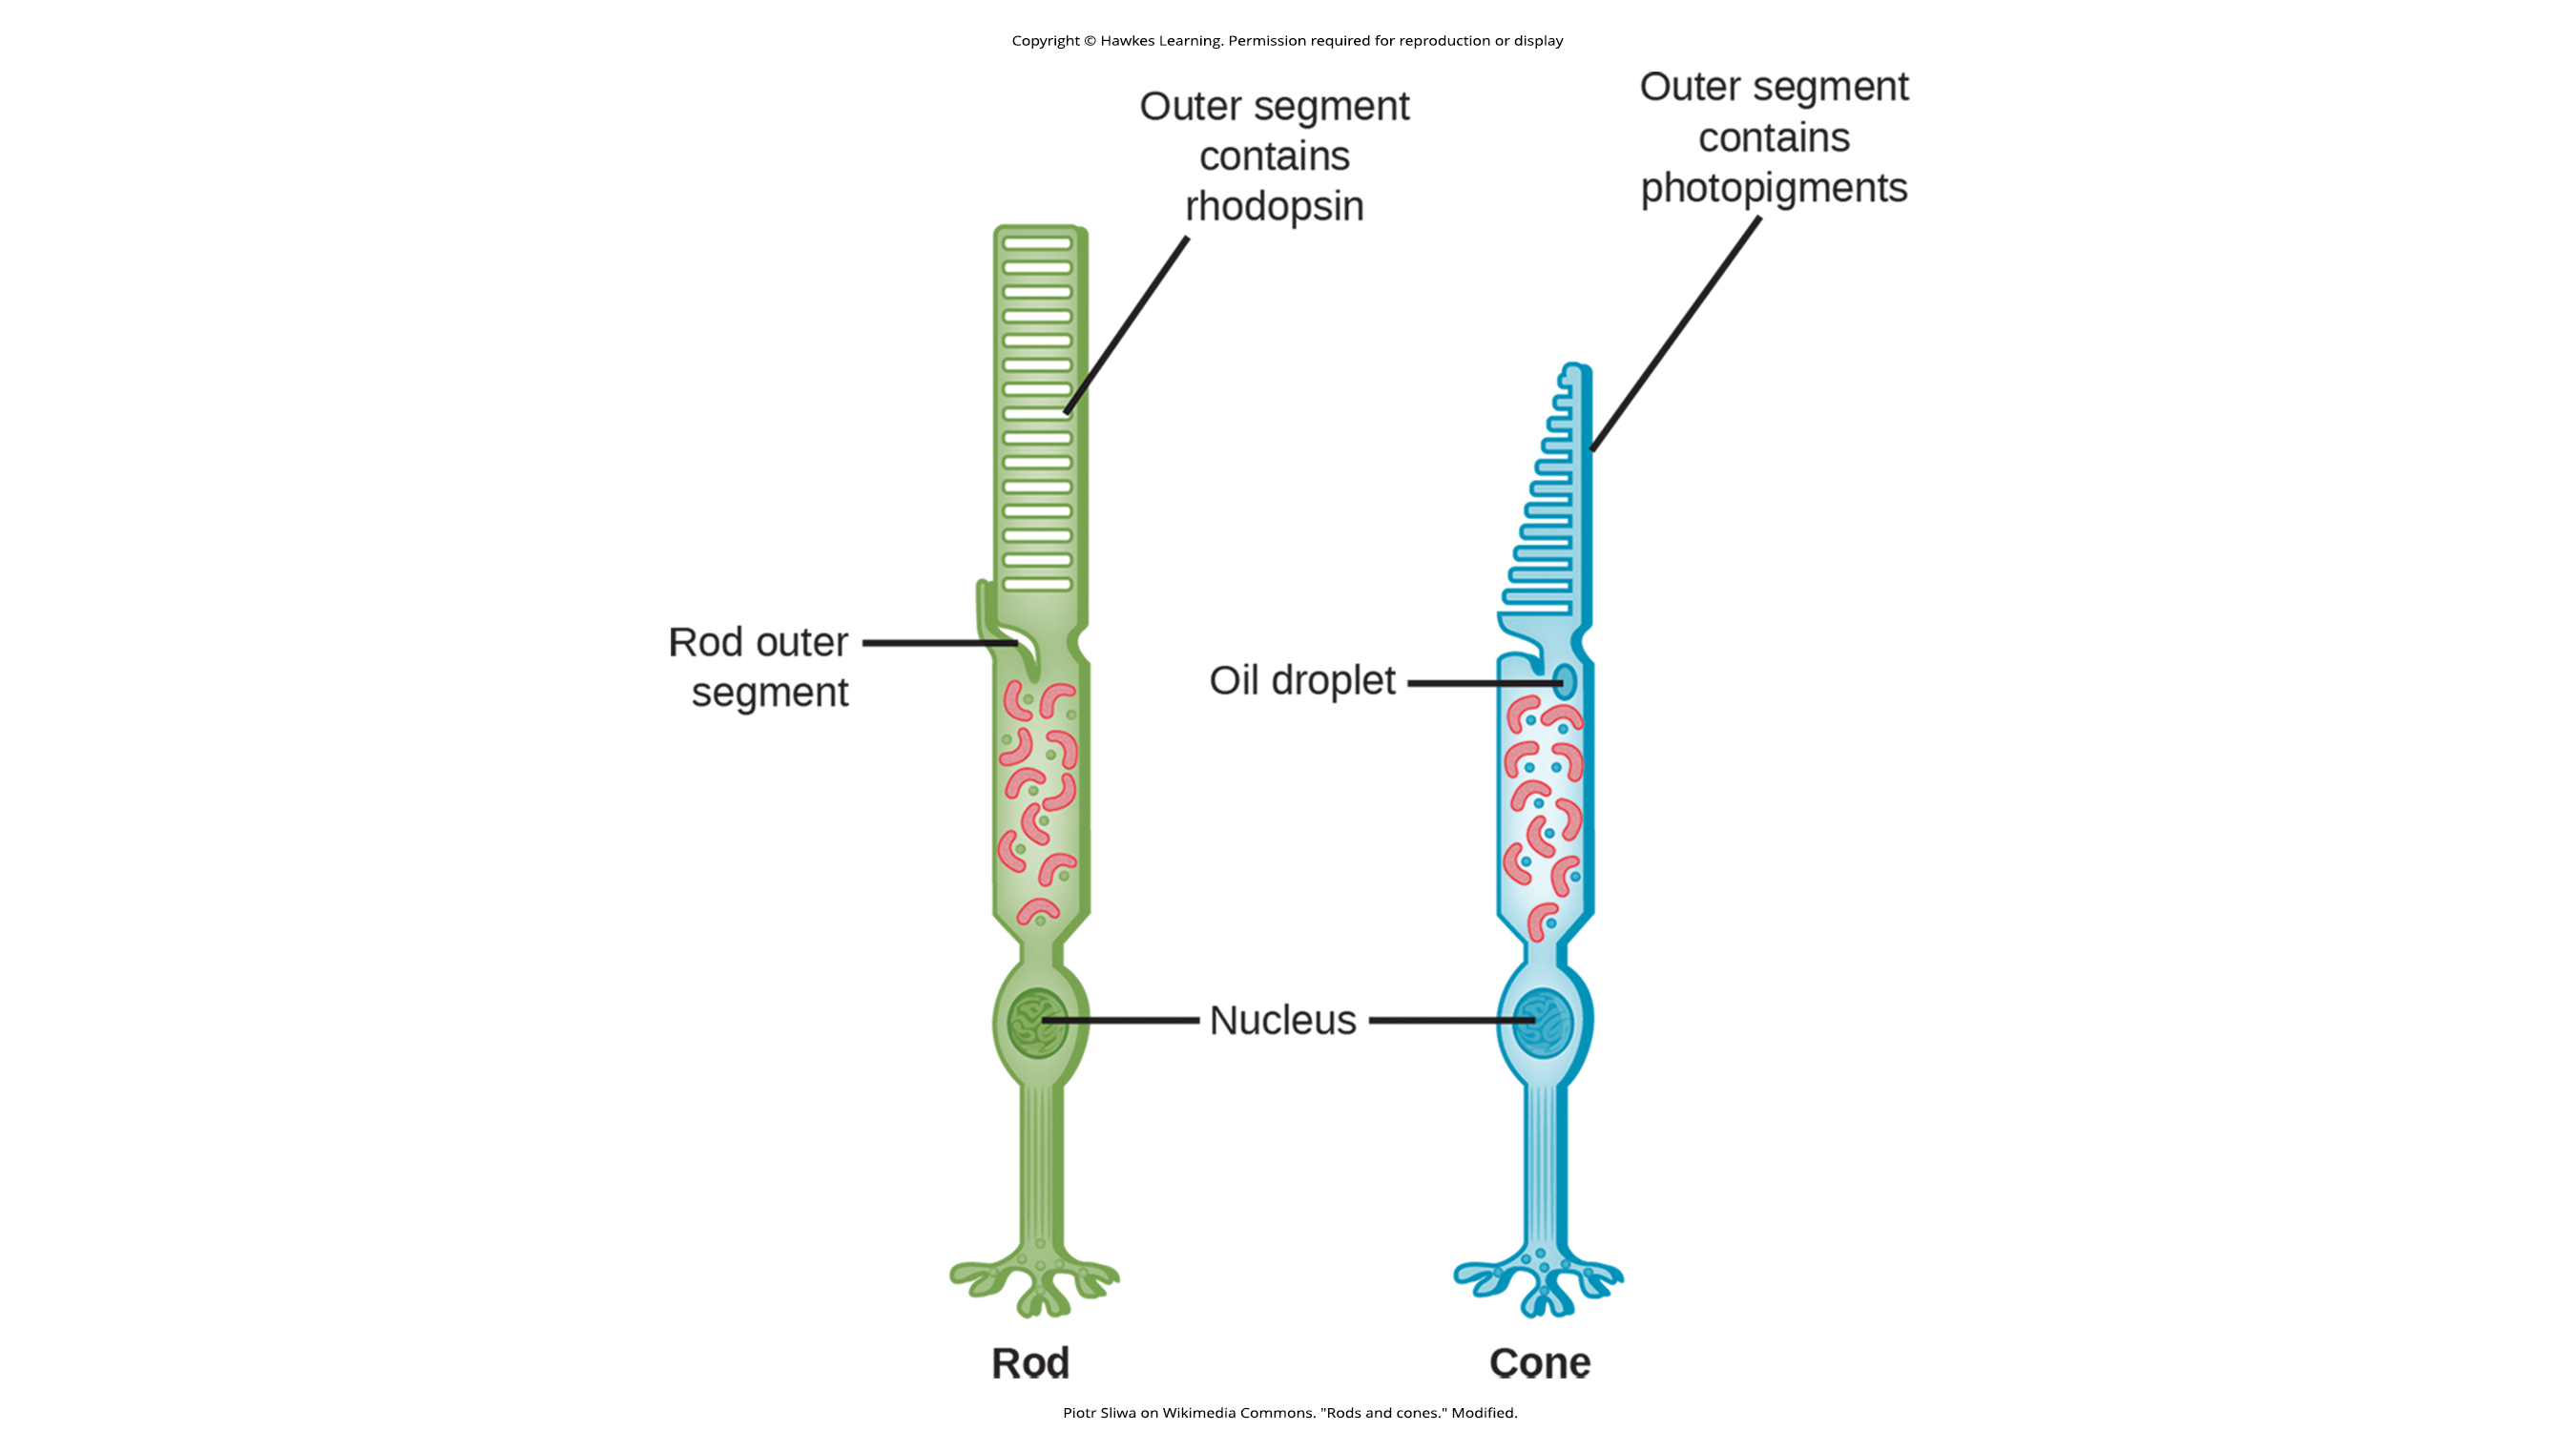 Copyright © Hawkes Learning. Permission required for reproduction or display
Outer segment
contains
rhodopsin
Outer segment
contains
photopigments
Rod outer
segment
Oil droplet
Nucleus
Rod
Cone
Piotr Sliwa on Wikimedia Commons. "Rods and cones." Modified.